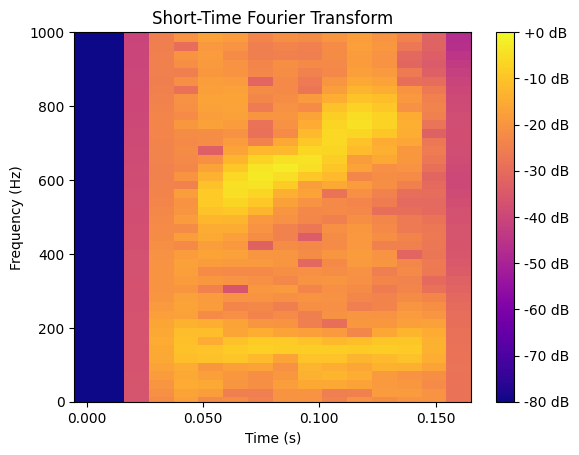 Short-Time Fourier Transform
1000
800
600
400
200
0
Frequency (Hz)
0.000
0.050
0.100
0.150
Time (s)
+0 dB
-10 dB
-20 dB
-30 dB
-40 dB
-50 dB
-60 dB
-70 dB
-80 dB